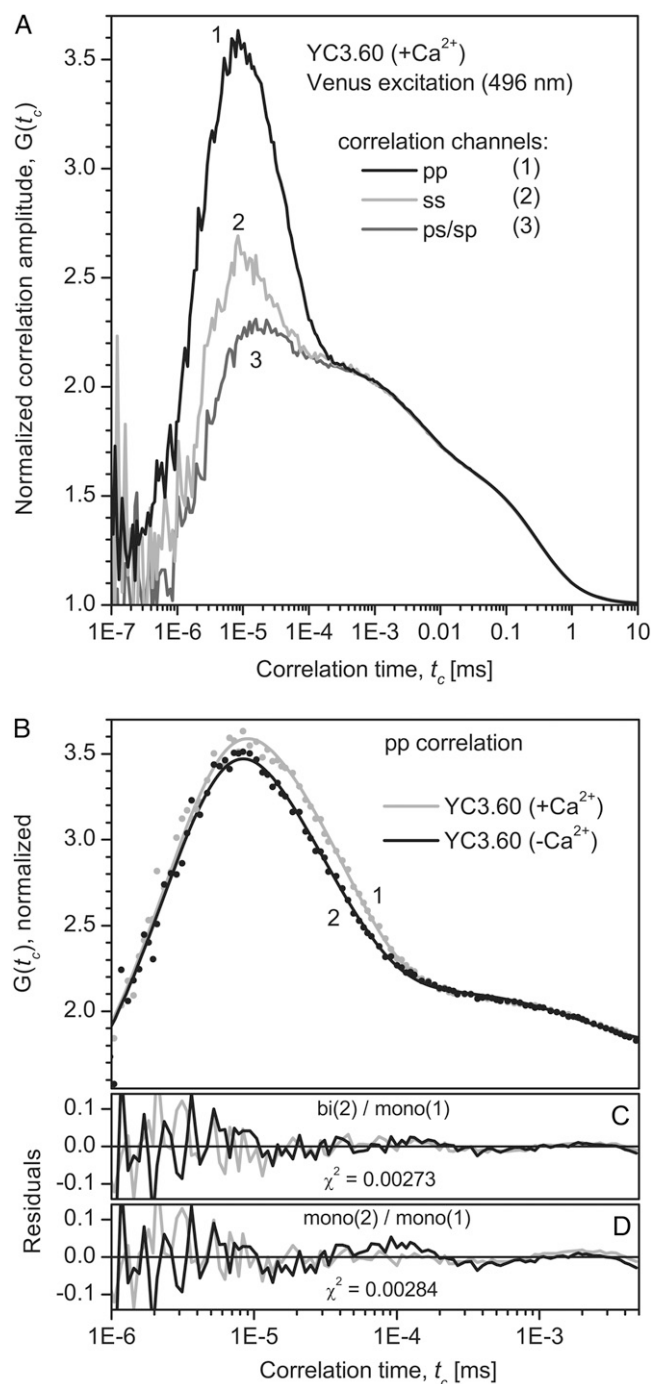 A
YC3.60 (+Ca²⁺)
Venus excitation (496 nm)
correlation channels:
pp (1)
ss (2)
ps/sp (3)
1
2
3
Normalized correlation amplitude, G(t_c)
3.5
3.0
2.5
2.0
1.5
1.0
1E-7 1E-6 1E-5 1E-4 1E-3 0.01 0.1 1 10
Correlation time, t_c [ms]
B
pp correlation
YC3.60 (+Ca²⁺)
YC3.60 (-Ca²⁺)
1
2
G(t_c), normalized
3.5
3.0
2.5
2.0
bi(2) / mono(1)
C
0.1
0.0
-0.1
χ² = 0.00273
Residuals
mono(2) / mono(1)
D
0.1
0.0
-0.1
χ² = 0.00284
1E-6 1E-5 1E-4 1E-3
Correlation time, t_c [ms]